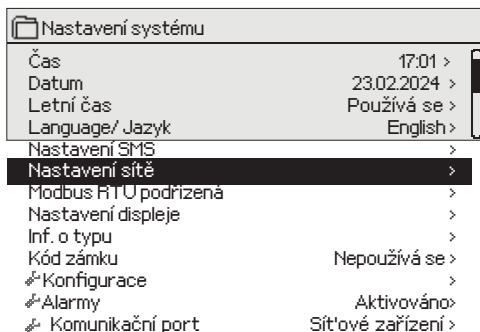 Nastavení systému
Čas 17:01 >
Datum 23.02.2024 >
Letní čas Používá se >
Language/ Jazyk English >
Nastavení SMS >
Nastavení sítě >
Modbus RTU podřízená >
Nastavení displeje >
Inf. o typu >
Kód zámku Nepoužívá se >
Konfigurace >
Alarmy Aktivováno>
Komunikační port Síťové zařízení >